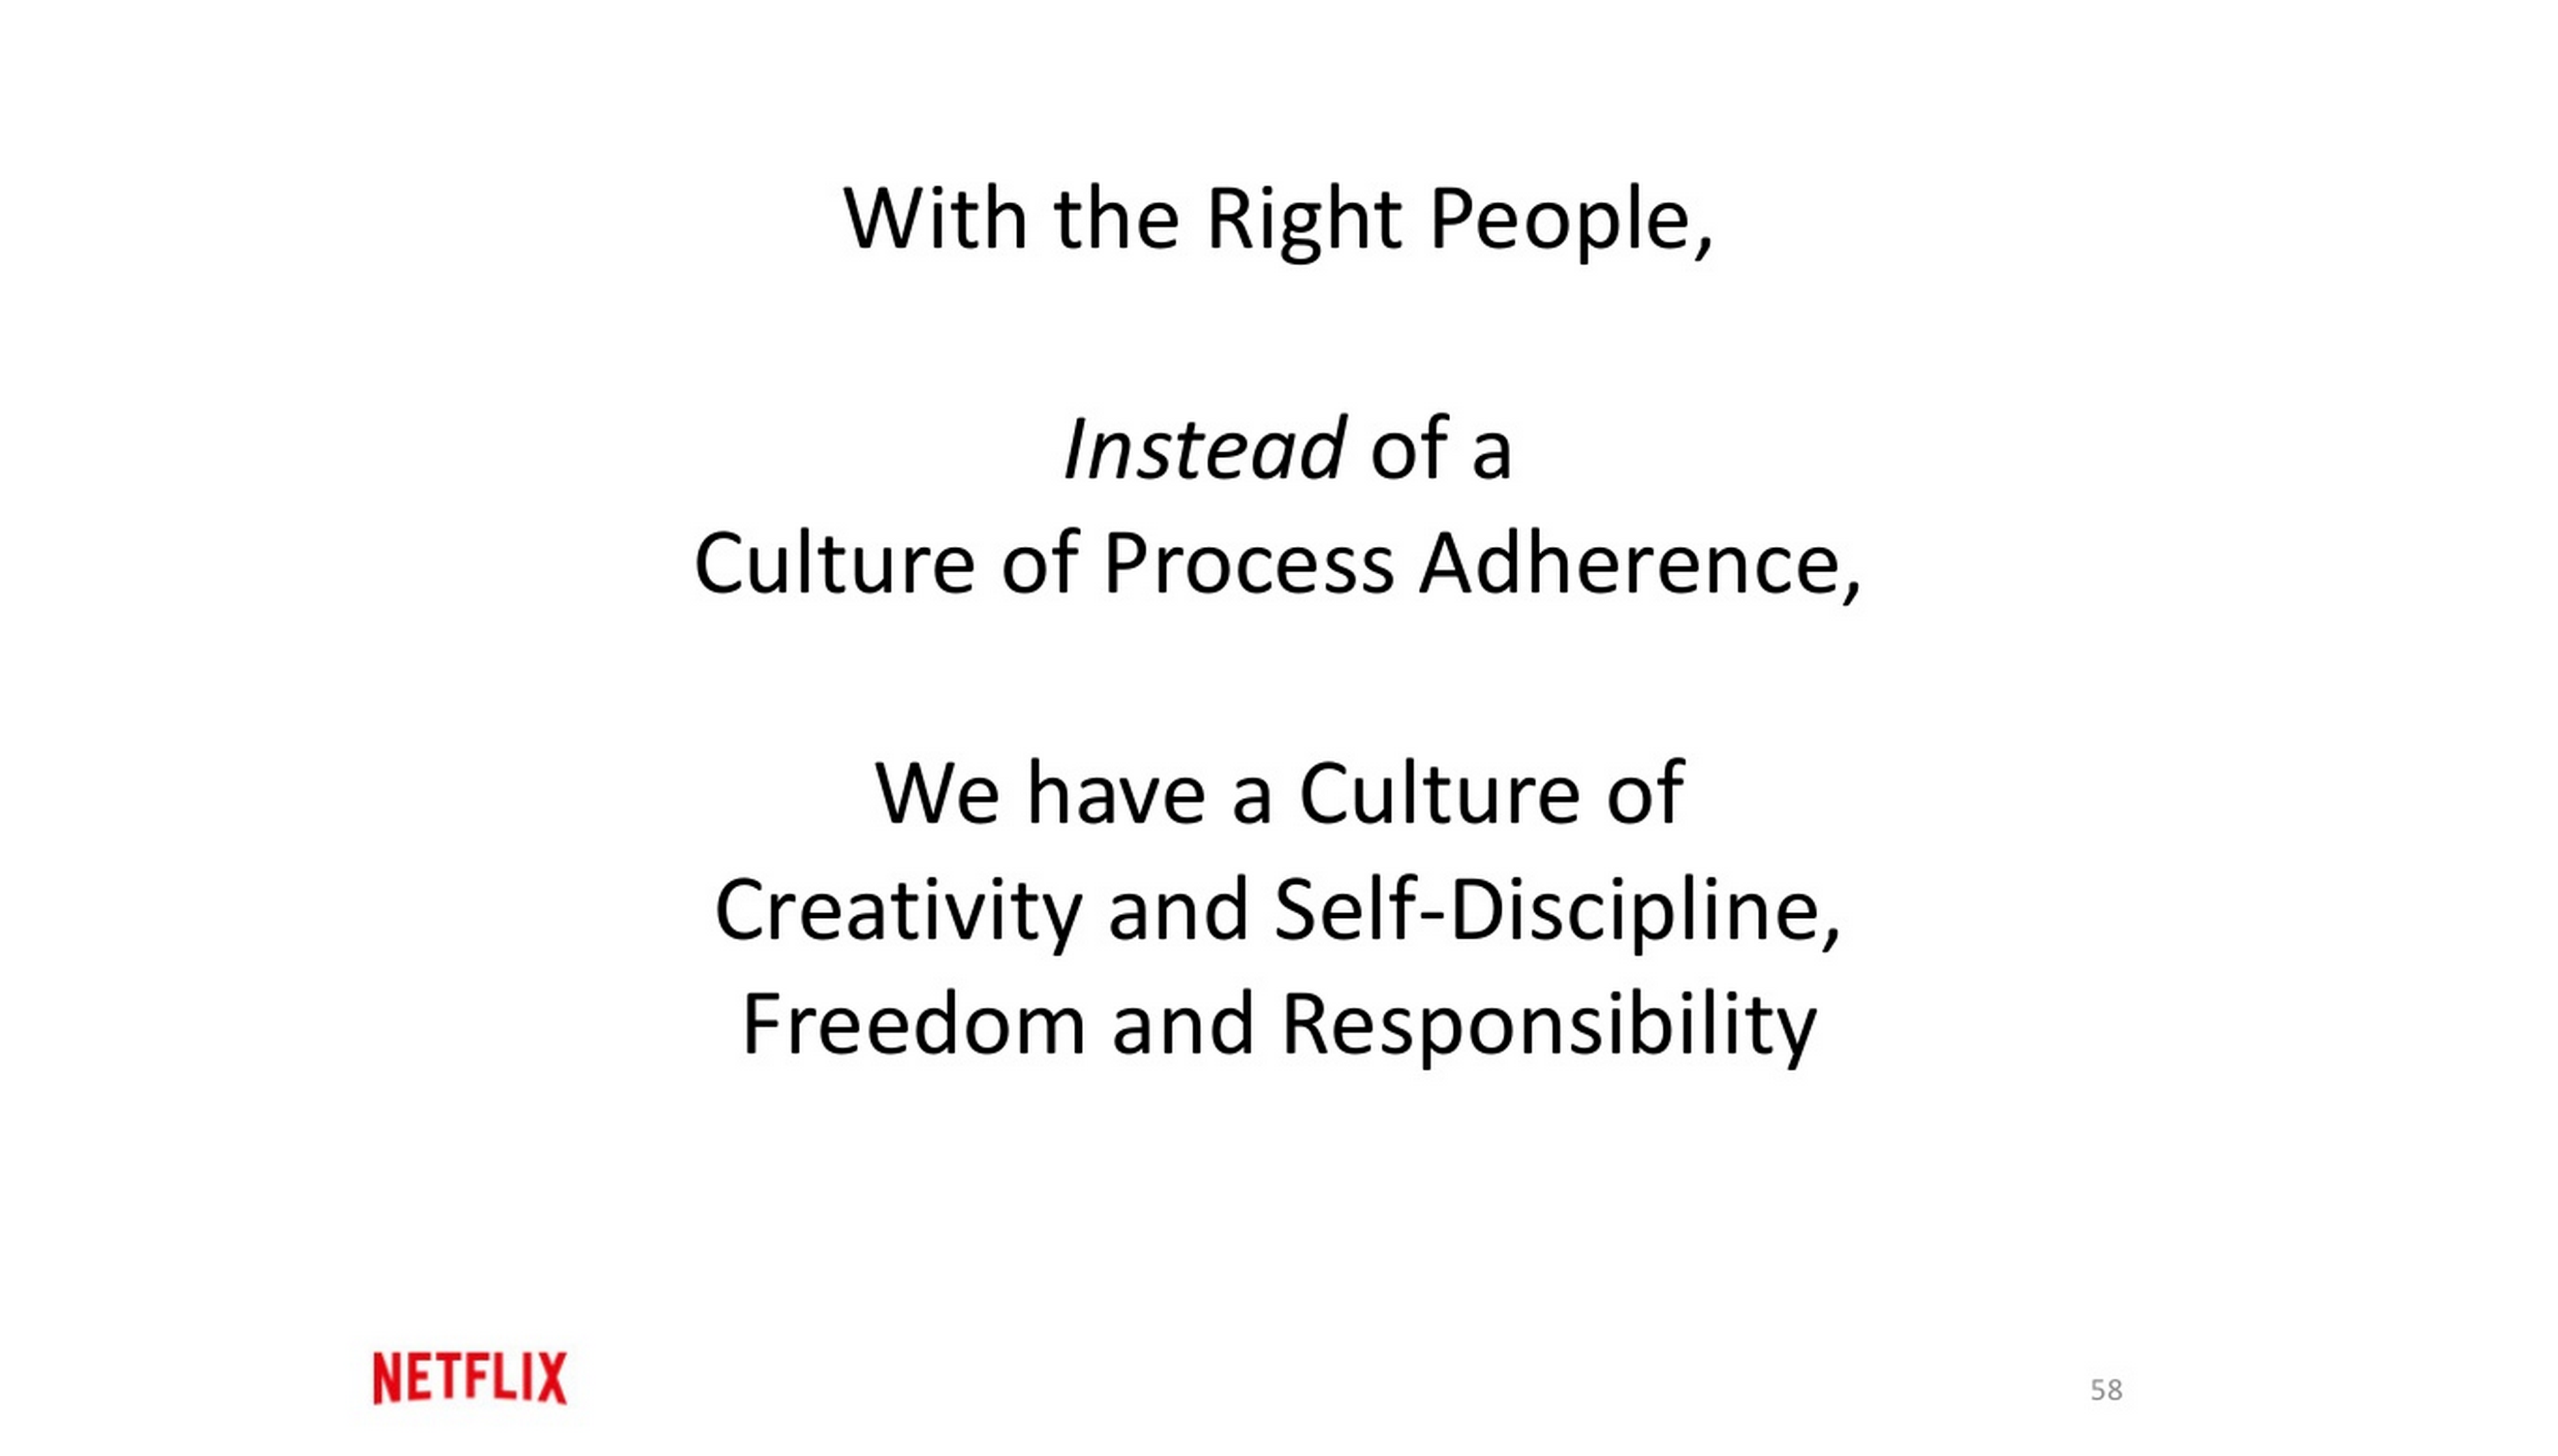 With the Right People,
Instead of a
Culture of Process Adherence,
We have a Culture of
Creativity and Self-Discipline,
Freedom and Responsibility
NETFLIX
58